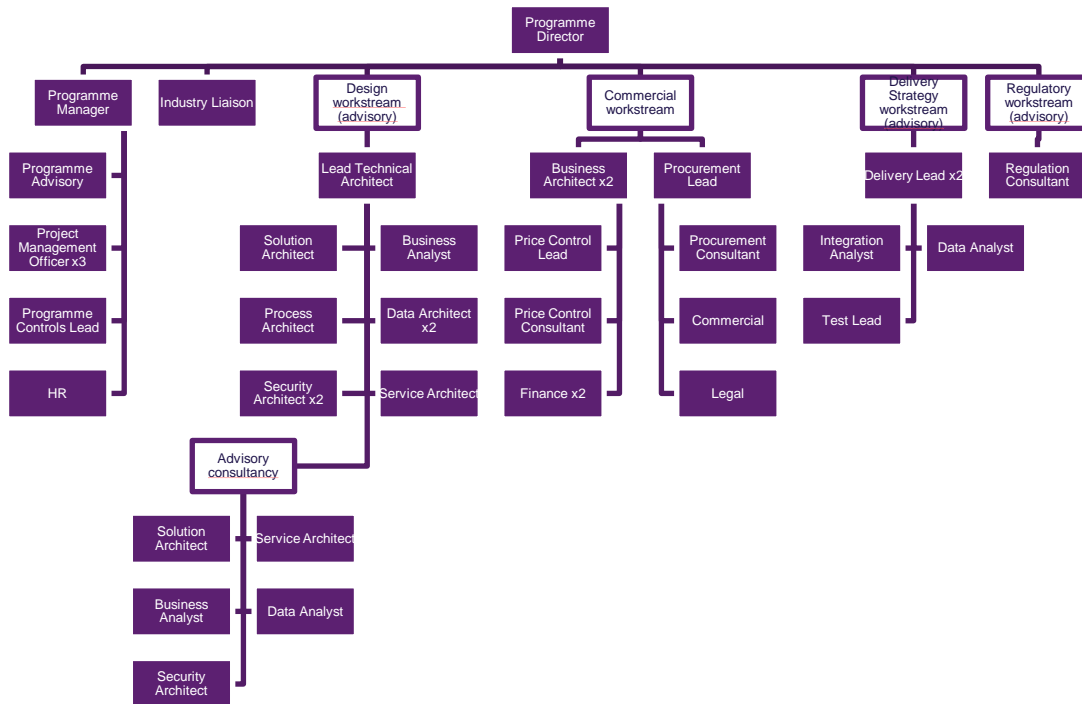 Programme
Director
Programme
Manager
Industry Liaison
Design
workstream
(advisory)
Commercial
workstream
Delivery
Strategy
workstream
(advisory)
Regulatory
workstream
(advisory)
Programme
Advisory
Lead Technical
Architect
Business
Architect x2
Procurement
Lead
Delivery Lead x2
Regulation
Consultant
Project
Management
Officer x3
Solution
Architect
Business
Analyst
Price Control
Lead
Procurement
Consultant
Integration
Analyst
Data Analyst
Programme
Controls Lead
Process
Architect
Data Architect
x2
Price Control
Consultant
Commercial
Test Lead
HR
Security
Architect x2
Service Architect
Finance x2
Legal
Advisory
consultancy
Solution
Architect
Service Architect
Business
Analyst
Data Analyst
Security
Architect